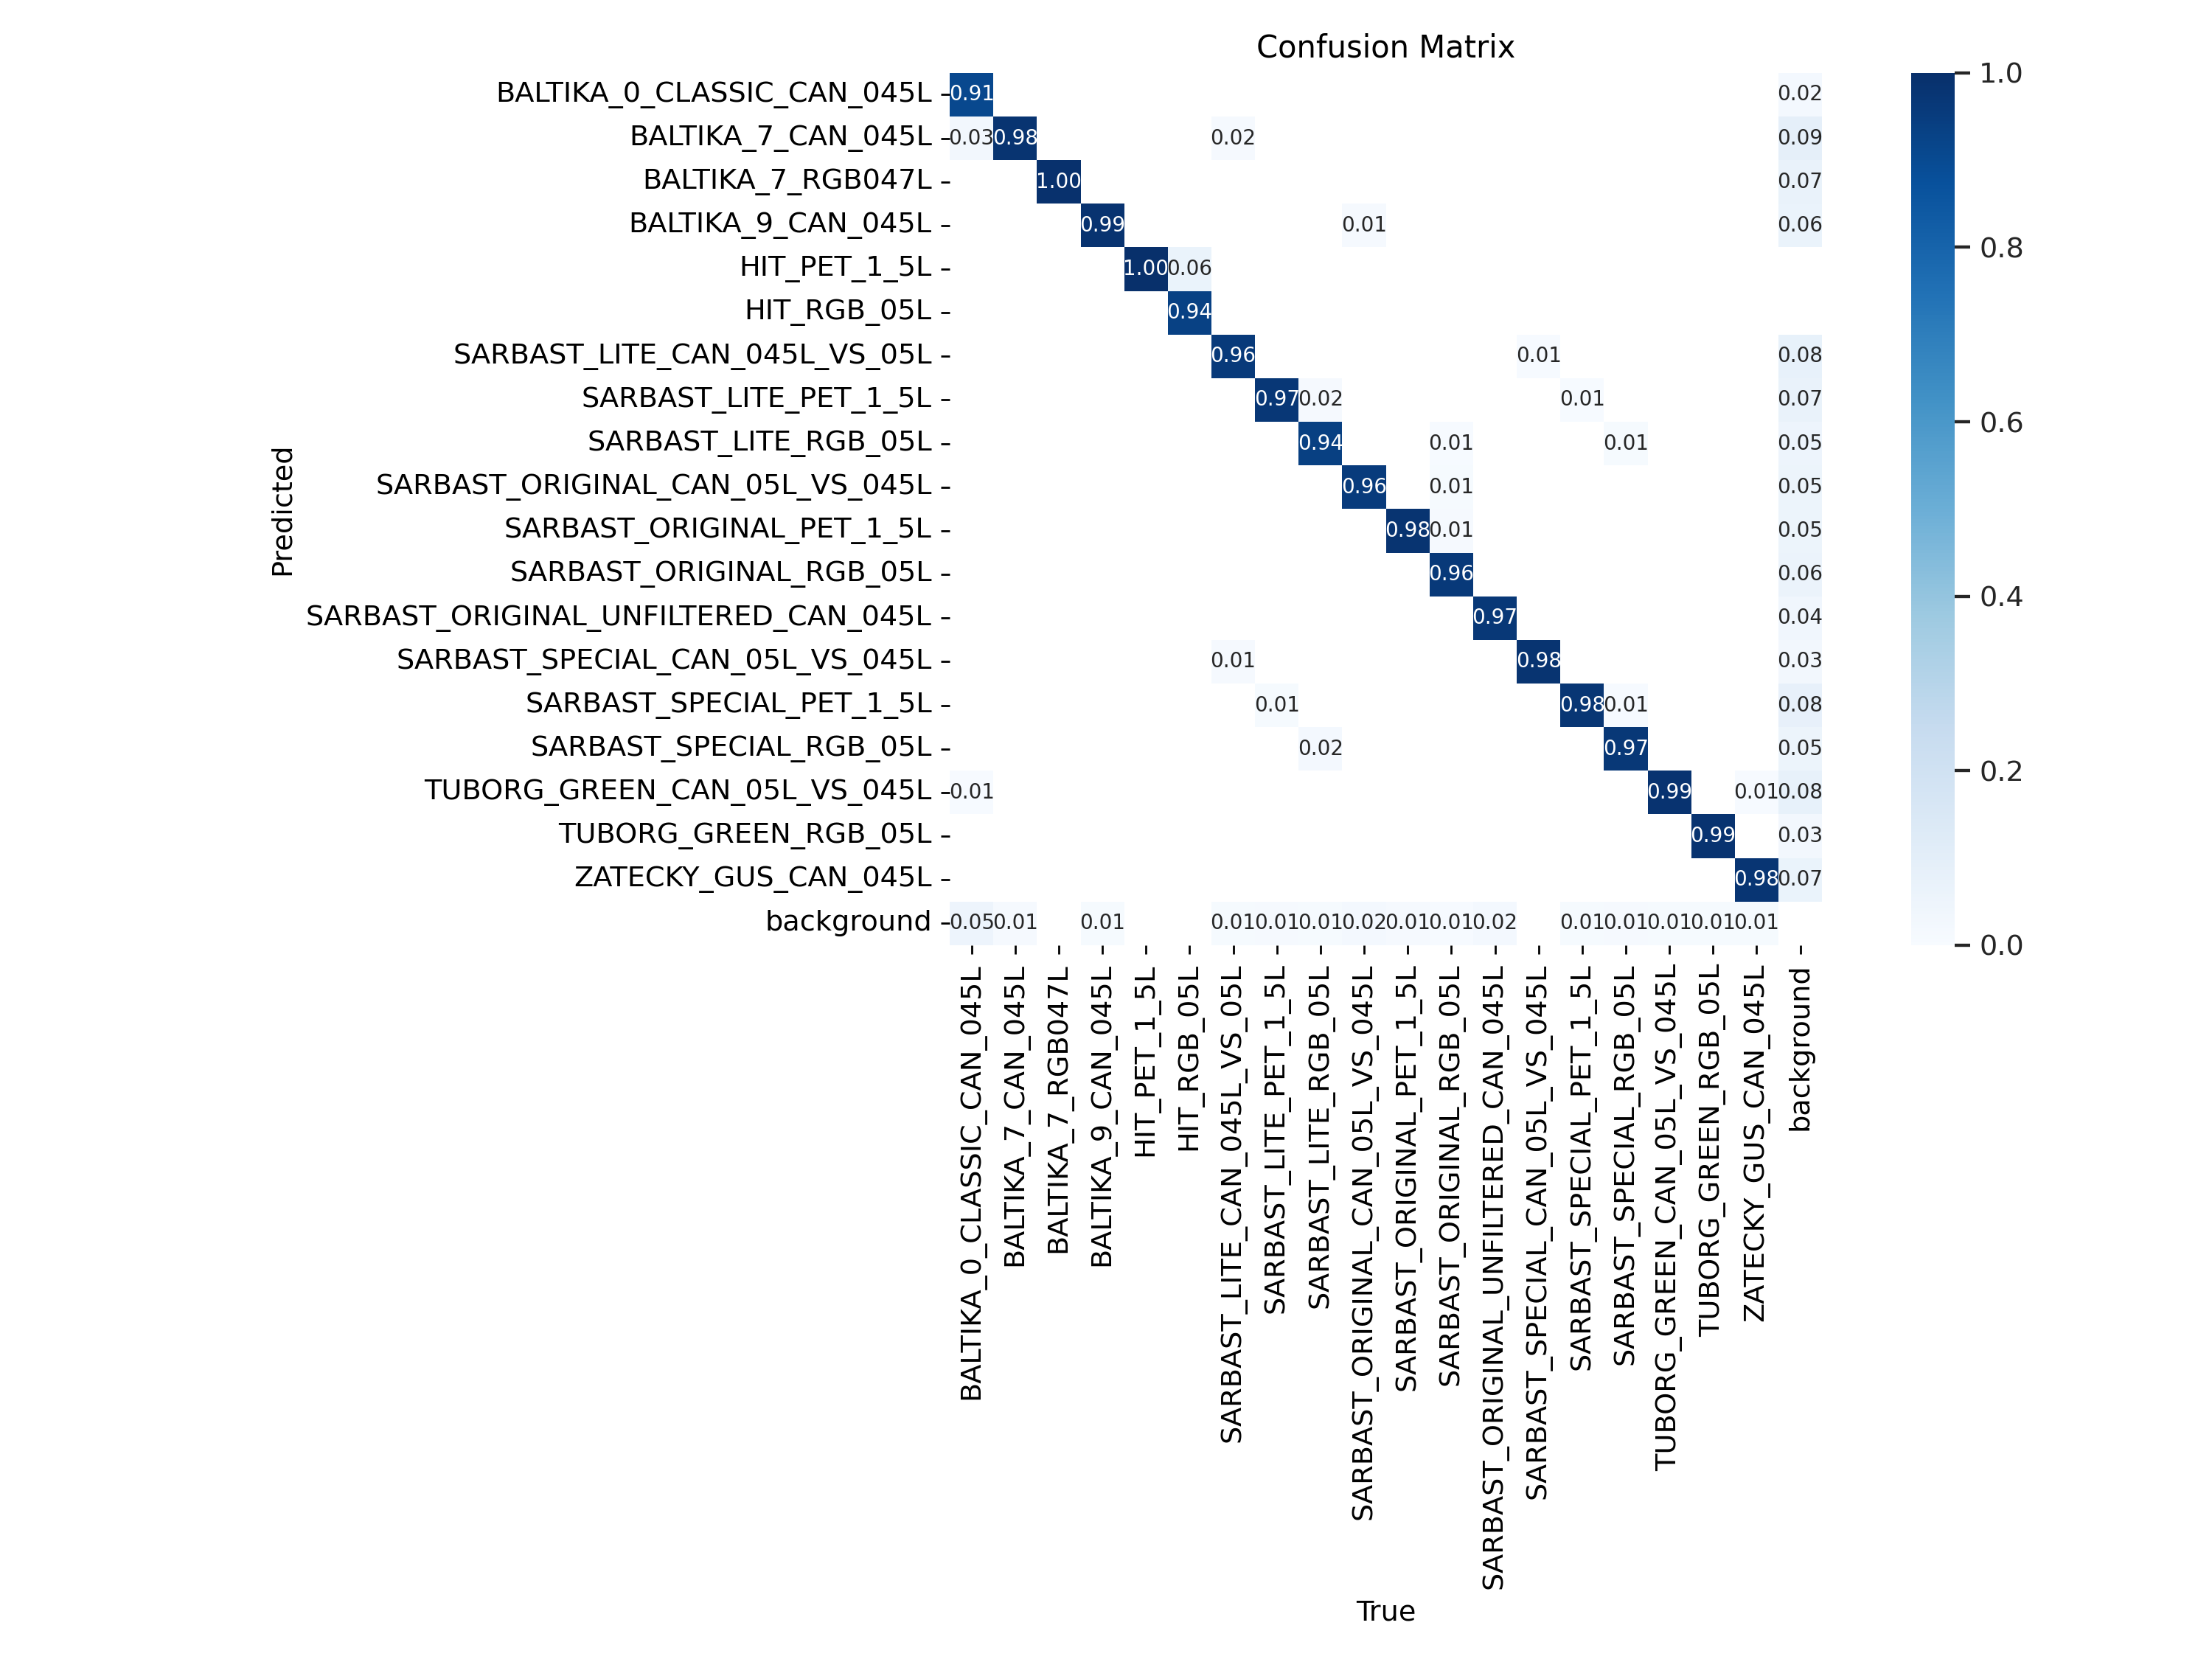 Confusion Matrix
BALTIKA_0_CLASSIC_CAN_045L 0.91 0.02
BALTIKA_7_CAN_045L 0.03 0.98 0.02 0.09
BALTIKA_7_RGB047L 1.00 0.07
BALTIKA_9_CAN_045L 0.99 0.01 0.06
HIT_PET_1_5L 1.00 0.06
HIT_RGB_05L 0.94
SARBAST_LITE_CAN_045L_VS_05L 0.96 0.01 0.08
SARBAST_LITE_PET_1_5L 0.97 0.02 0.01 0.07
SARBAST_LITE_RGB_05L 0.94 0.01 0.01 0.05
SARBAST_ORIGINAL_CAN_05L_VS_045L 0.96 0.01 0.05
SARBAST_ORIGINAL_PET_1_5L 0.98 0.01 0.05
SARBAST_ORIGINAL_RGB_05L 0.96 0.06
SARBAST_ORIGINAL_UNFILTERED_CAN_045L 0.97 0.04
SARBAST_SPECIAL_CAN_05L_VS_045L 0.01 0.98 0.03
SARBAST_SPECIAL_PET_1_5L 0.01 0.98 0.01 0.08
SARBAST_SPECIAL_RGB_05L 0.02 0.97 0.05
TUBORG_GREEN_CAN_05L_VS_045L 0.01 0.99 0.01 0.08
TUBORG_GREEN_RGB_05L 0.99 0.03
ZATECKY_GUS_CAN_045L 0.98 0.07
background 0.05 0.01 0.01 0.01 0.01 0.01 0.02 0.01 0.01 0.02 0.01 0.01 0.01 0.01 0.01
Predicted
BALTIKA_0_CLASSIC_CAN_045L
BALTIKA_7_CAN_045L
BALTIKA_7_RGB047L
BALTIKA_9_CAN_045L
HIT_PET_1_5L
HIT_RGB_05L
SARBAST_LITE_CAN_045L_VS_05L
SARBAST_LITE_PET_1_5L
SARBAST_LITE_RGB_05L
SARBAST_ORIGINAL_CAN_05L_VS_045L
SARBAST_ORIGINAL_PET_1_5L
SARBAST_ORIGINAL_RGB_05L
SARBAST_ORIGINAL_UNFILTERED_CAN_045L
SARBAST_SPECIAL_CAN_05L_VS_045L
SARBAST_SPECIAL_PET_1_5L
SARBAST_SPECIAL_RGB_05L
TUBORG_GREEN_CAN_05L_VS_045L
TUBORG_GREEN_RGB_05L
ZATECKY_GUS_CAN_045L
background
True
1.0
0.8
0.6
0.4
0.2
0.0